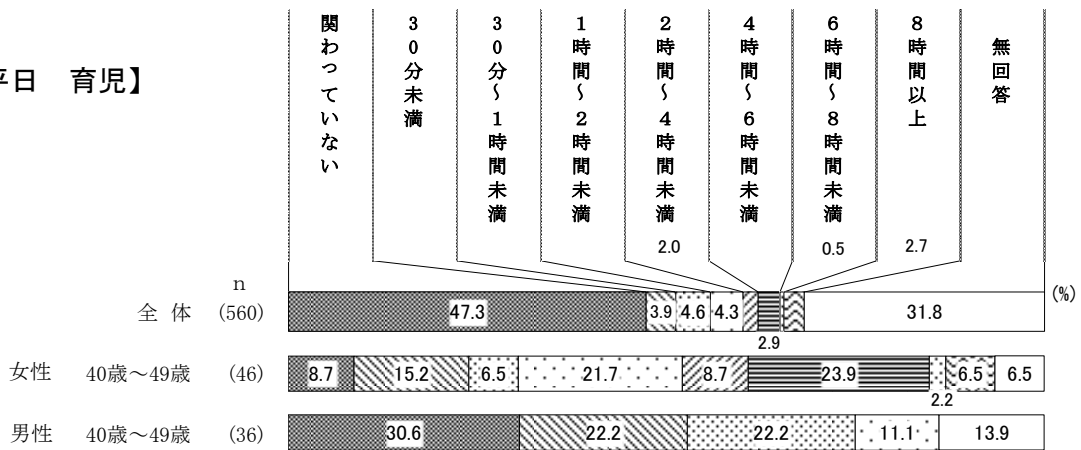 平日　育児】
関わっていない
30分未満
30分～1時間未満
1時間～2時間未満
2時間～4時間未満
4時間～6時間未満
6時間～8時間未満
8時間以上
無回答
2.0
0.5
2.7
n
(%)
全 体 (560) 47.3 3.9 4.6 4.3 31.8
2.9
女性 40歳～49歳 (46) 8.7 15.2 6.5 21.7 8.7 23.9 6.5 6.5
2.2
男性 40歳～49歳 (36) 30.6 22.2 22.2 11.1 13.9